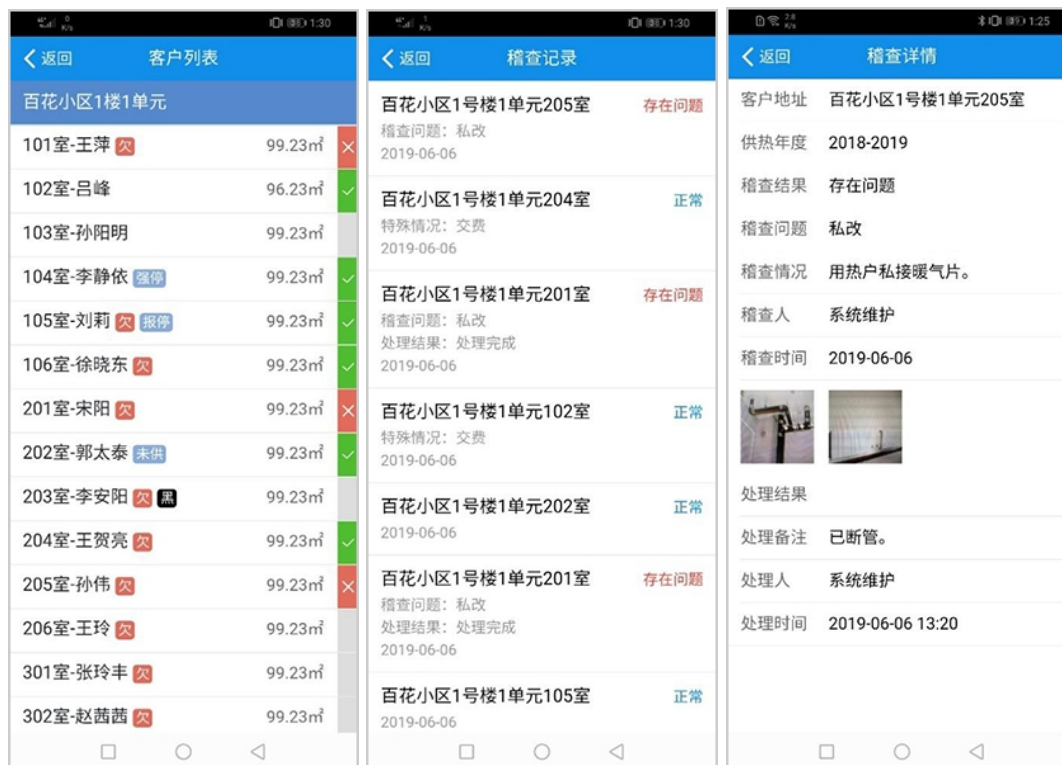 0 K/s 1:30
返回 客户列表
百花小区1楼1单元
101室-王萍 欠 99.23㎡
102室-吕峰 96.23㎡
103室-孙阳明 99.23㎡
104室-李静依 强停 99.23㎡
105室-刘莉 欠 报停 99.23㎡
106室-徐晓东 欠 99.23㎡
201室-宋阳 欠 99.23㎡
202室-郭太泰 未供 99.23㎡
203室-李安阳 欠 黑 99.23㎡
204室-王贺亮 欠 99.23㎡
205室-孙伟 欠 99.23㎡
206室-王玲 欠 99.23㎡
301室-张玲丰 欠 99.23㎡
302室-赵茜茜 欠 99.23㎡
1 K/s 1:30
返回 稽查记录
百花小区1号楼1单元205室 存在问题
稽查问题：私改
2019-06-06
百花小区1号楼1单元204室 正常
特殊情况：交费
2019-06-06
百花小区1号楼1单元201室 存在问题
稽查问题：私改
处理结果：处理完成
2019-06-06
百花小区1号楼1单元102室 正常
特殊情况：交费
2019-06-06
百花小区1号楼1单元202室 正常
2019-06-06
百花小区1号楼1单元201室 存在问题
稽查问题：私改
处理结果：处理完成
2019-06-06
百花小区1号楼1单元105室 正常
2019-06-06
2.8 K/s 1:25
返回 稽查详情
客户地址 百花小区1号楼1单元205室
供热年度 2018-2019
稽查结果 存在问题
稽查问题 私改
稽查情况 用热户私接暖气片。
稽查人 系统维护
稽查时间 2019-06-06
处理结果
处理备注 已断管。
处理人 系统维护
处理时间 2019-06-06 13:20